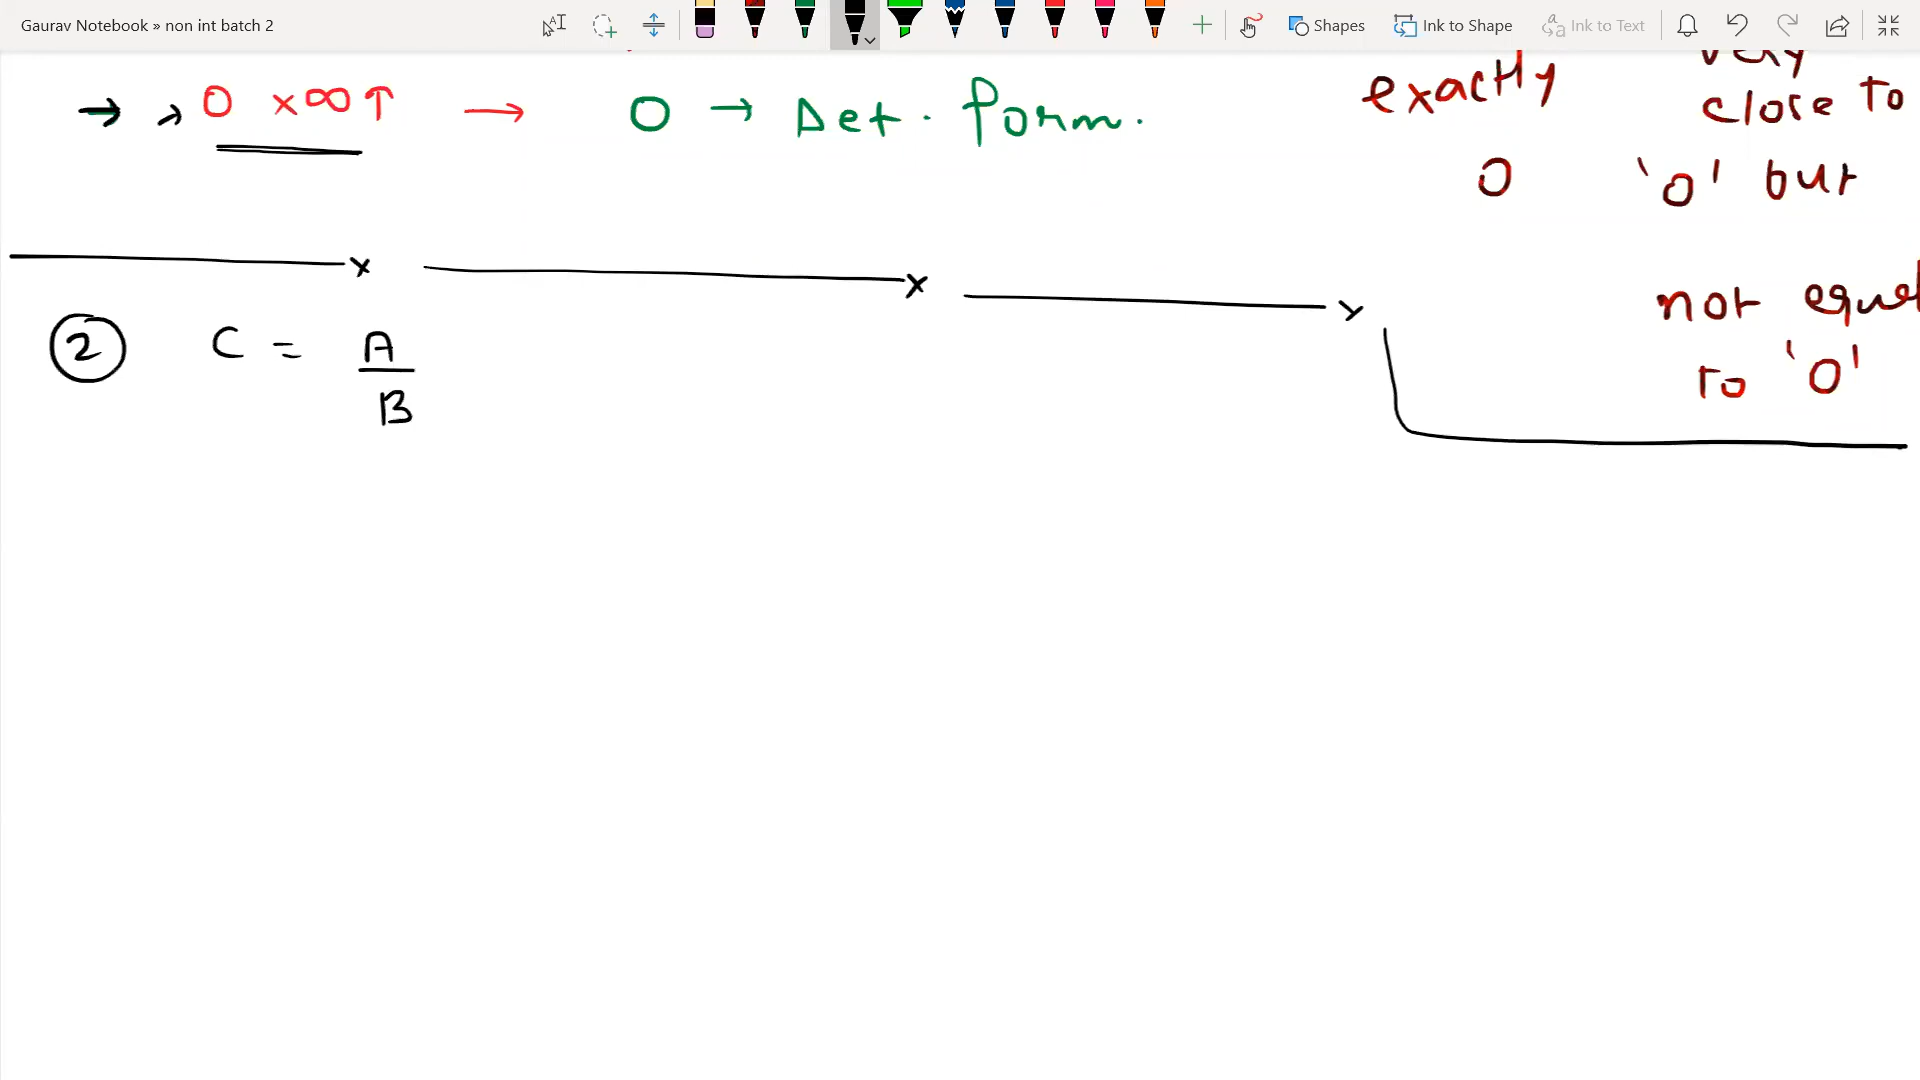 Gaurav Notebook » non int batch 2
Shapes
Ink to Shape
Ink to Text
→ → 0 ×∞↑ → 0 → Det. form.
exactly
0
very
close to
'0' but
not equal
to '0'
② C = A
B